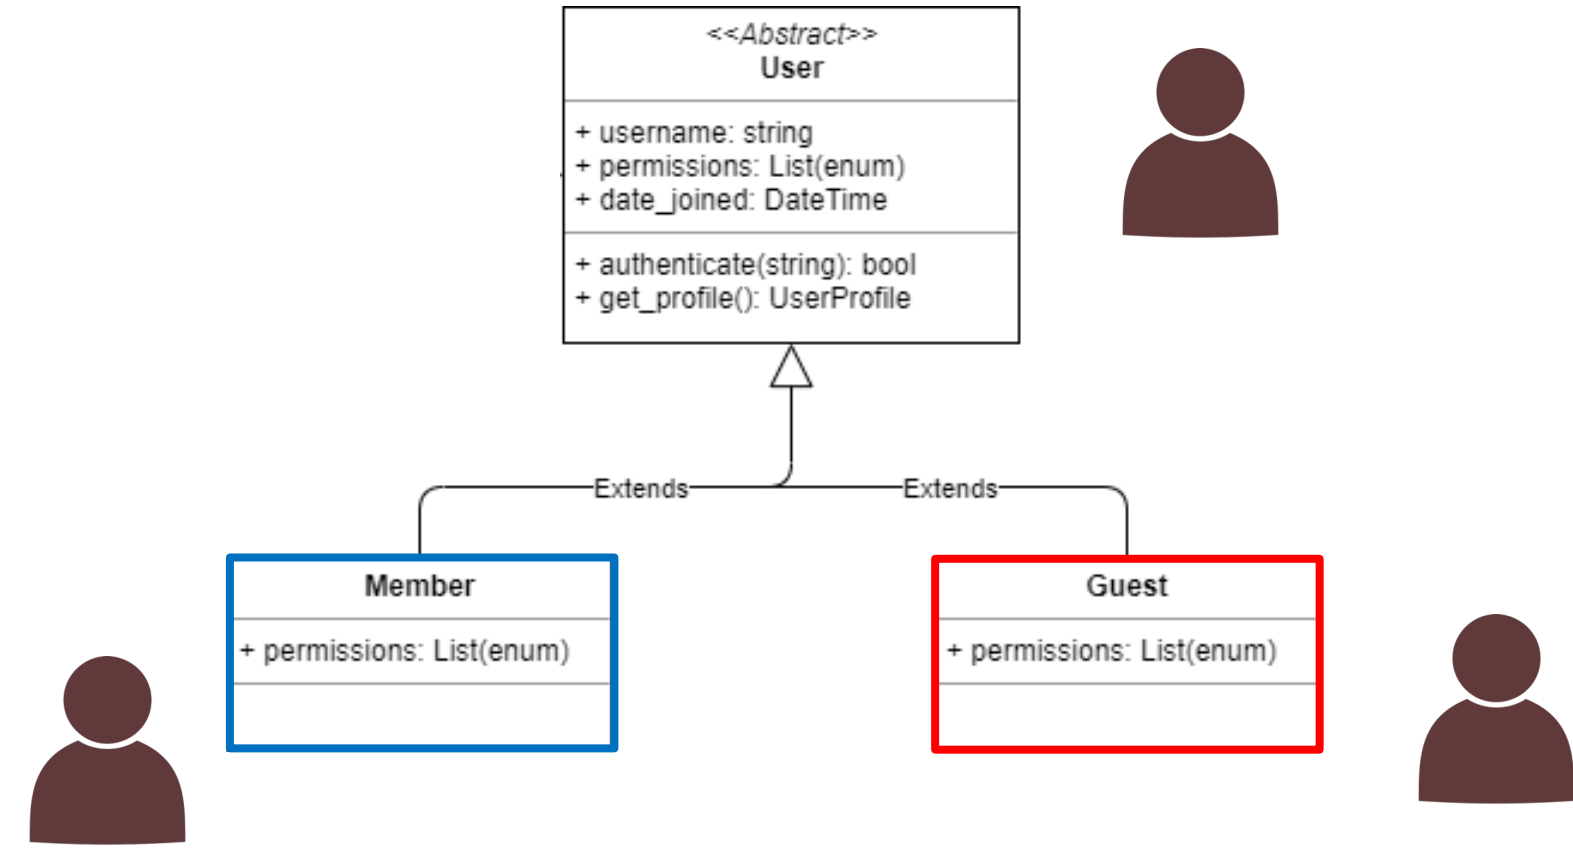 <<Abstract>>
User
+ username: string
+ permissions: List(enum)
+ date_joined: DateTime
+ authenticate(string): bool
+ get_profile(): UserProfile
Extends
Extends
Member
+ permissions: List(enum)
Guest
+ permissions: List(enum)